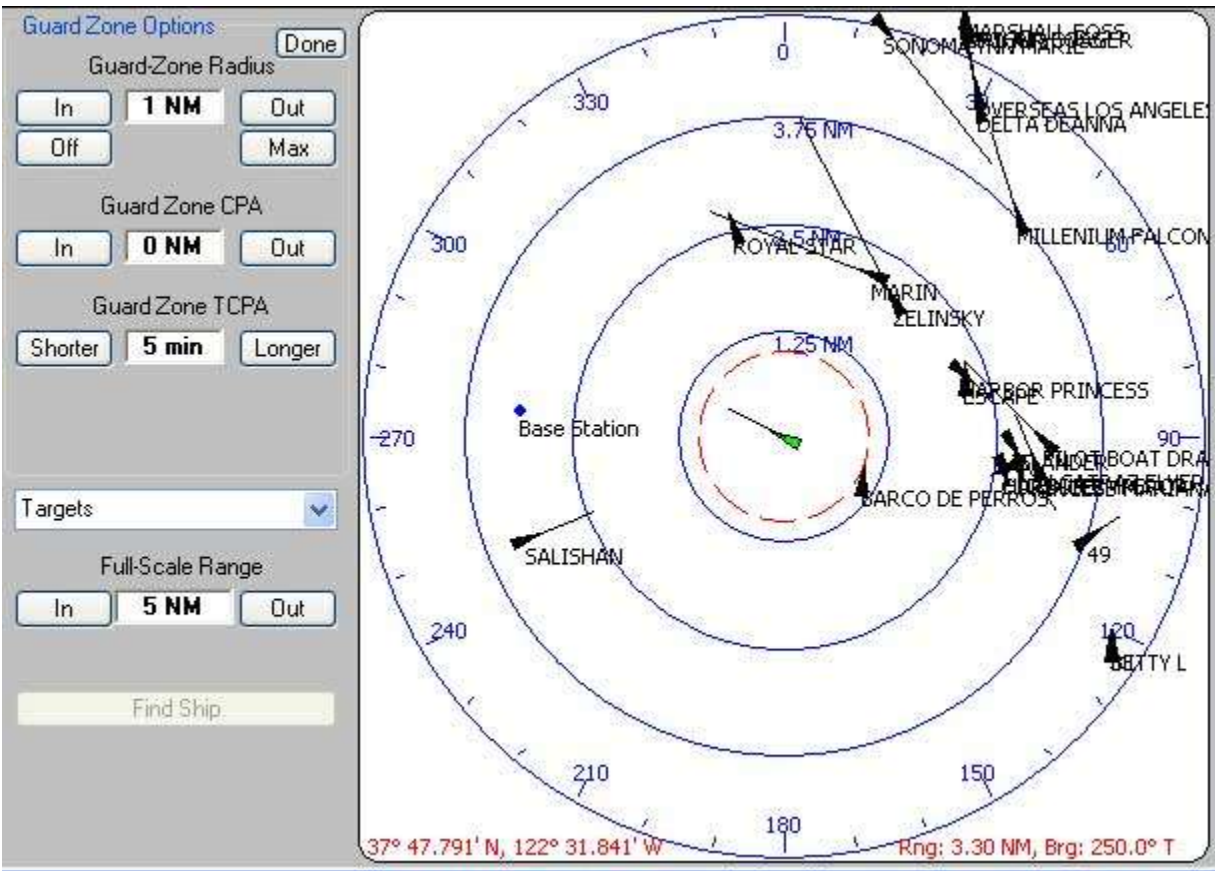 Guard Zone Options
Done
Guard-Zone Radius
In
1 NM
Out
Off
Max
Guard Zone CPA
In
0 NM
Out
Guard Zone TCPA
Shorter
5 min
Longer
Targets
Full-Scale Range
In
5 NM
Out
Find Ship
0
30
60
90
120
150
180
210
240
270
300
330
3.75 NM
2.5 NM
1.25 NM
MARSHALL FOSS
SONOMA
MARIE
OVERSEAS LOS ANGELES
DELTA DEANNA
MILLENIUM FALCON
ROYAL STAR
MARIN
ZELINSKY
HARBOR PRINCESS
ESCAPE
Base Station
PILOT BOAT DRA
BARCO DE PERROS
SALISHAN
49
BETTY L
37° 47.791' N, 122° 31.841' W
Rng: 3.30 NM, Brg: 250.0° T